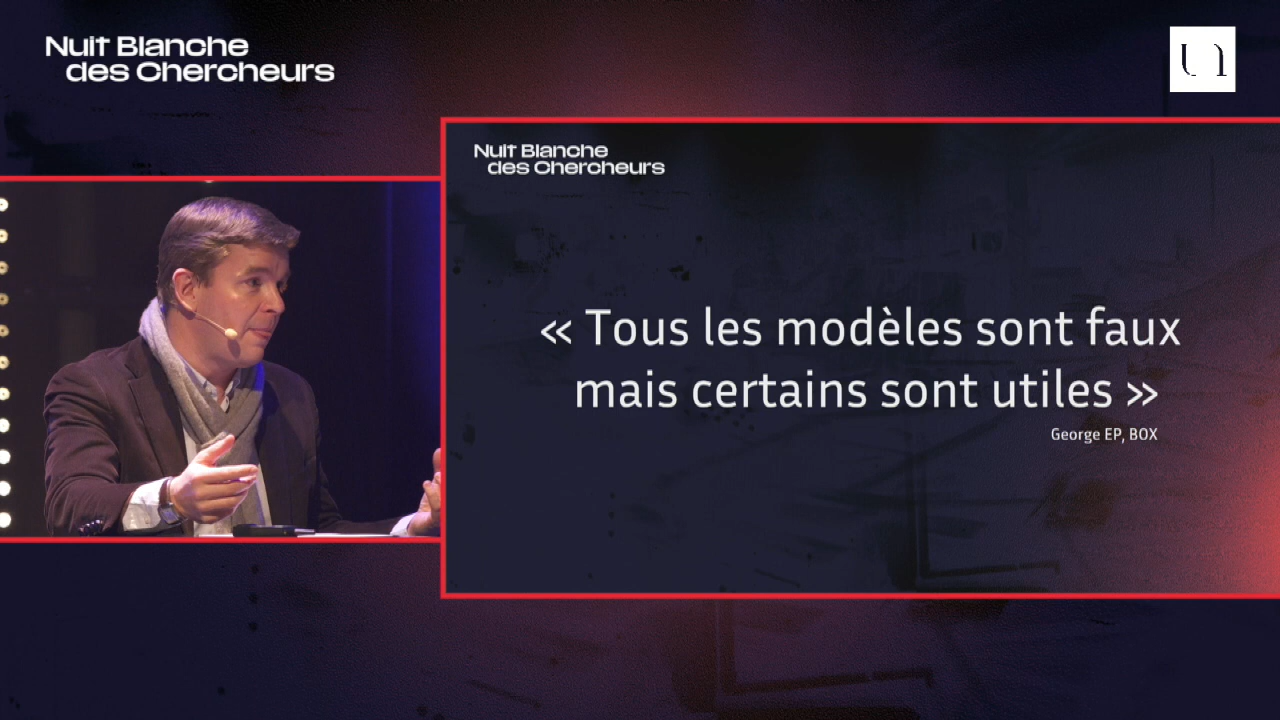 Nuit Blanche
des Chercheurs
Nuit Blanche
des Chercheurs
« Tous les modèles sont faux
mais certains sont utiles »
George EP, BOX